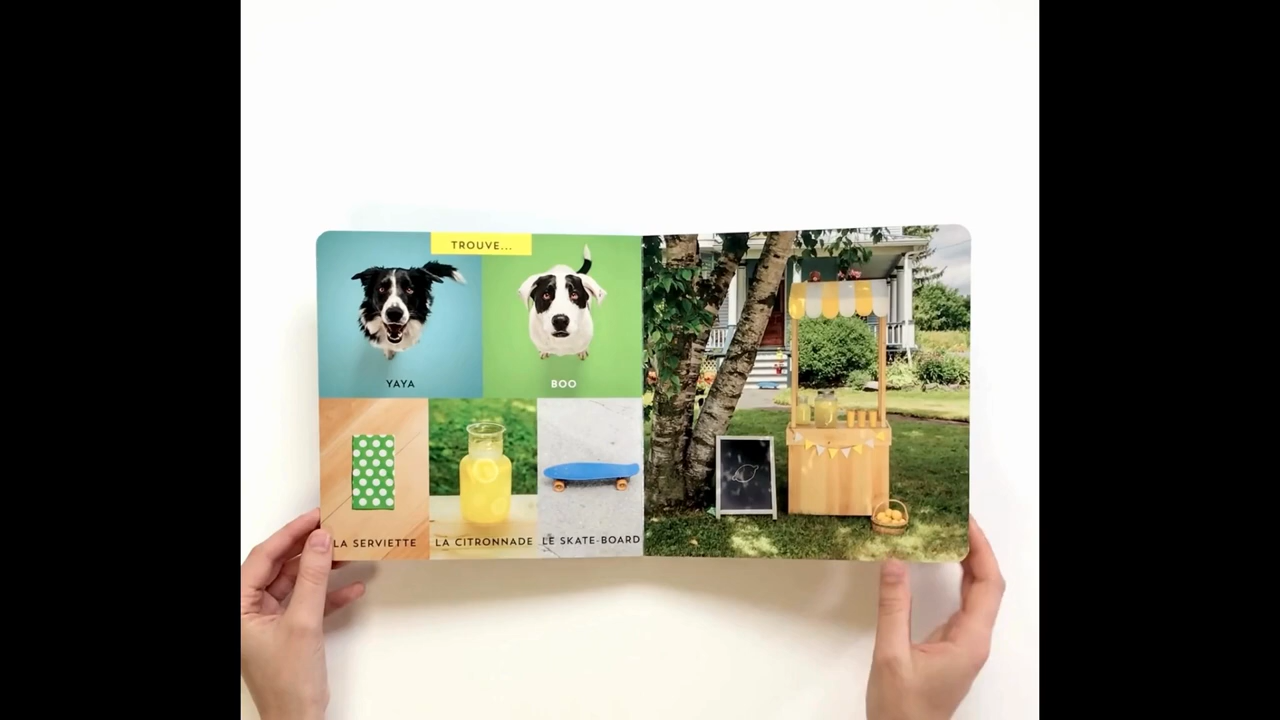 TROUVE...
YAYA
BOO
LA SERVIETTE
LA CITRONNADE
LE SKATE-BOARD